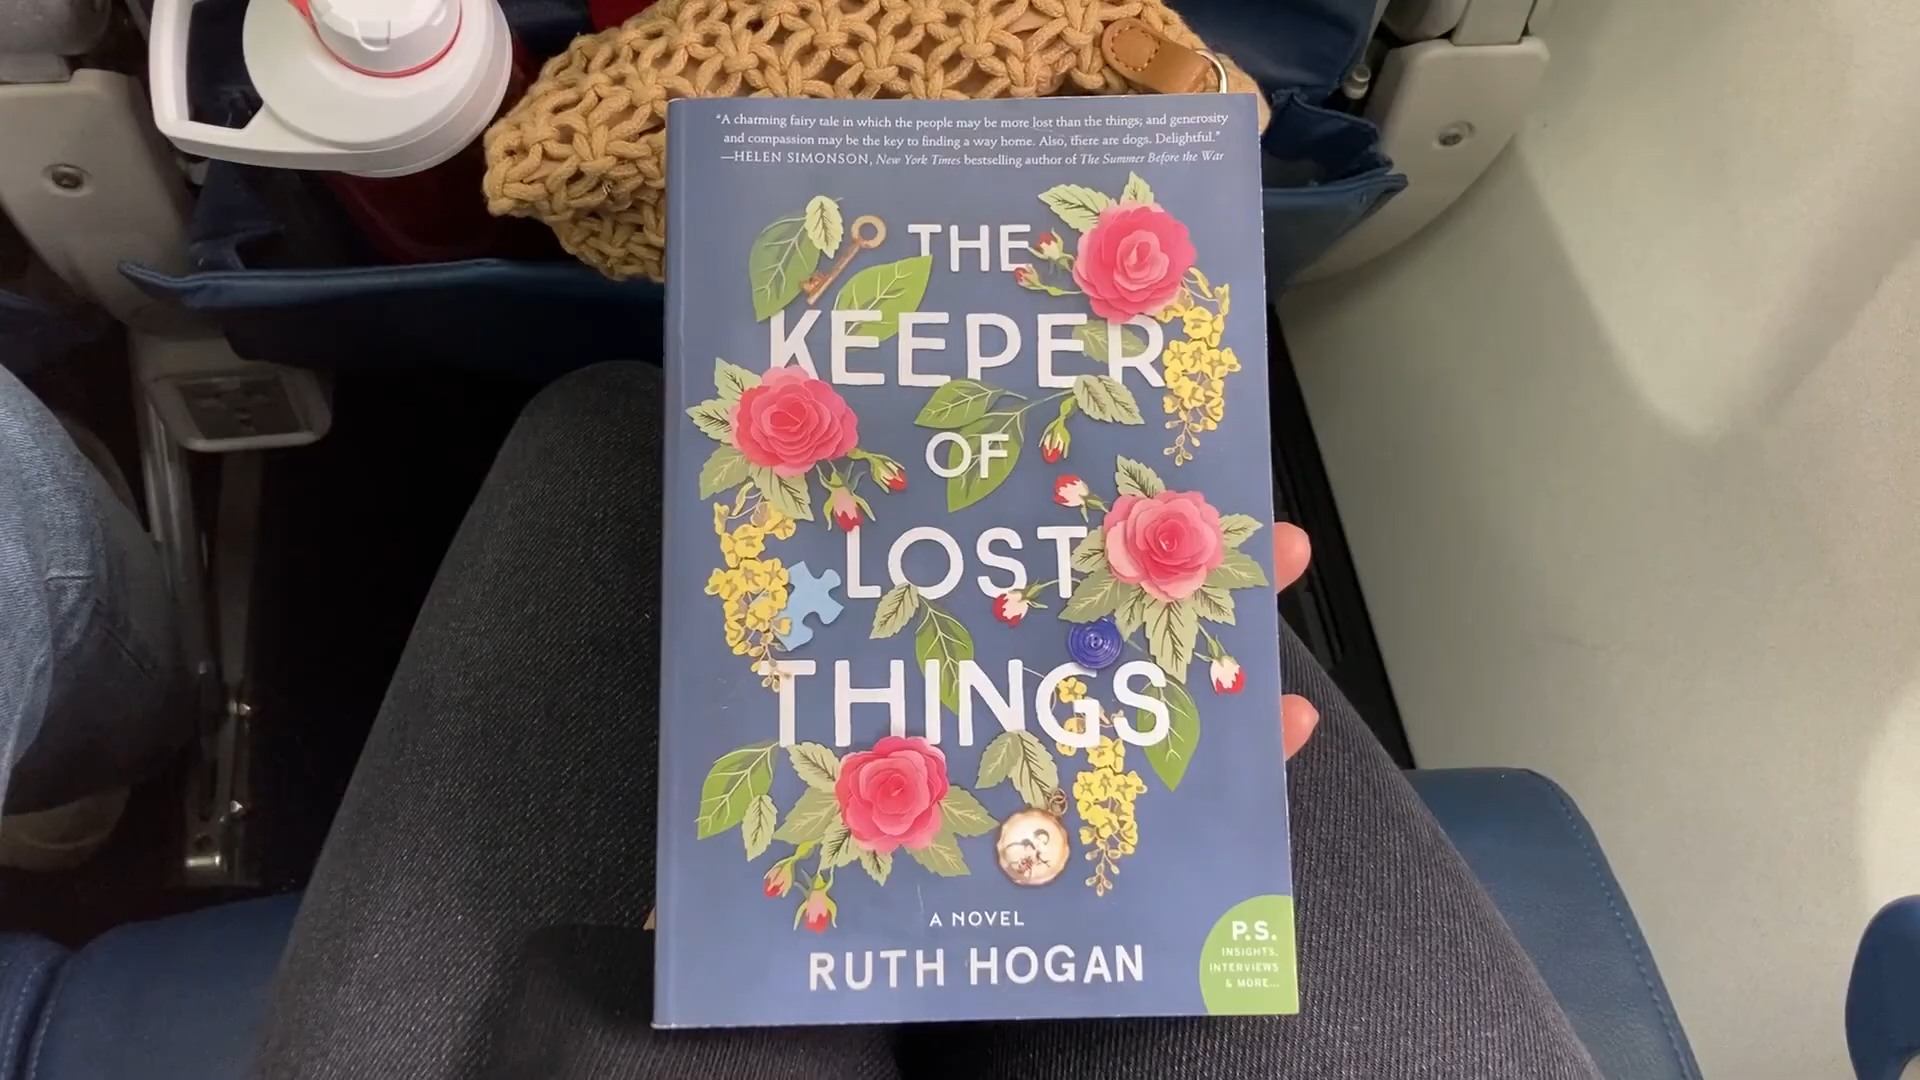 "A charming fairy tale in which the people may be more lost than the things; and generosity
and compassion may be the key to finding a way home. Also, there are dogs. Delightful."
—HELEN SIMONSON, New York Times bestselling author of The Summer Before the War
THE
KEEPER
OF
LOST
THINGS
A NOVEL
RUTH HOGAN
P.S.
INSIGHTS,
INTERVIEWS
& MORE...